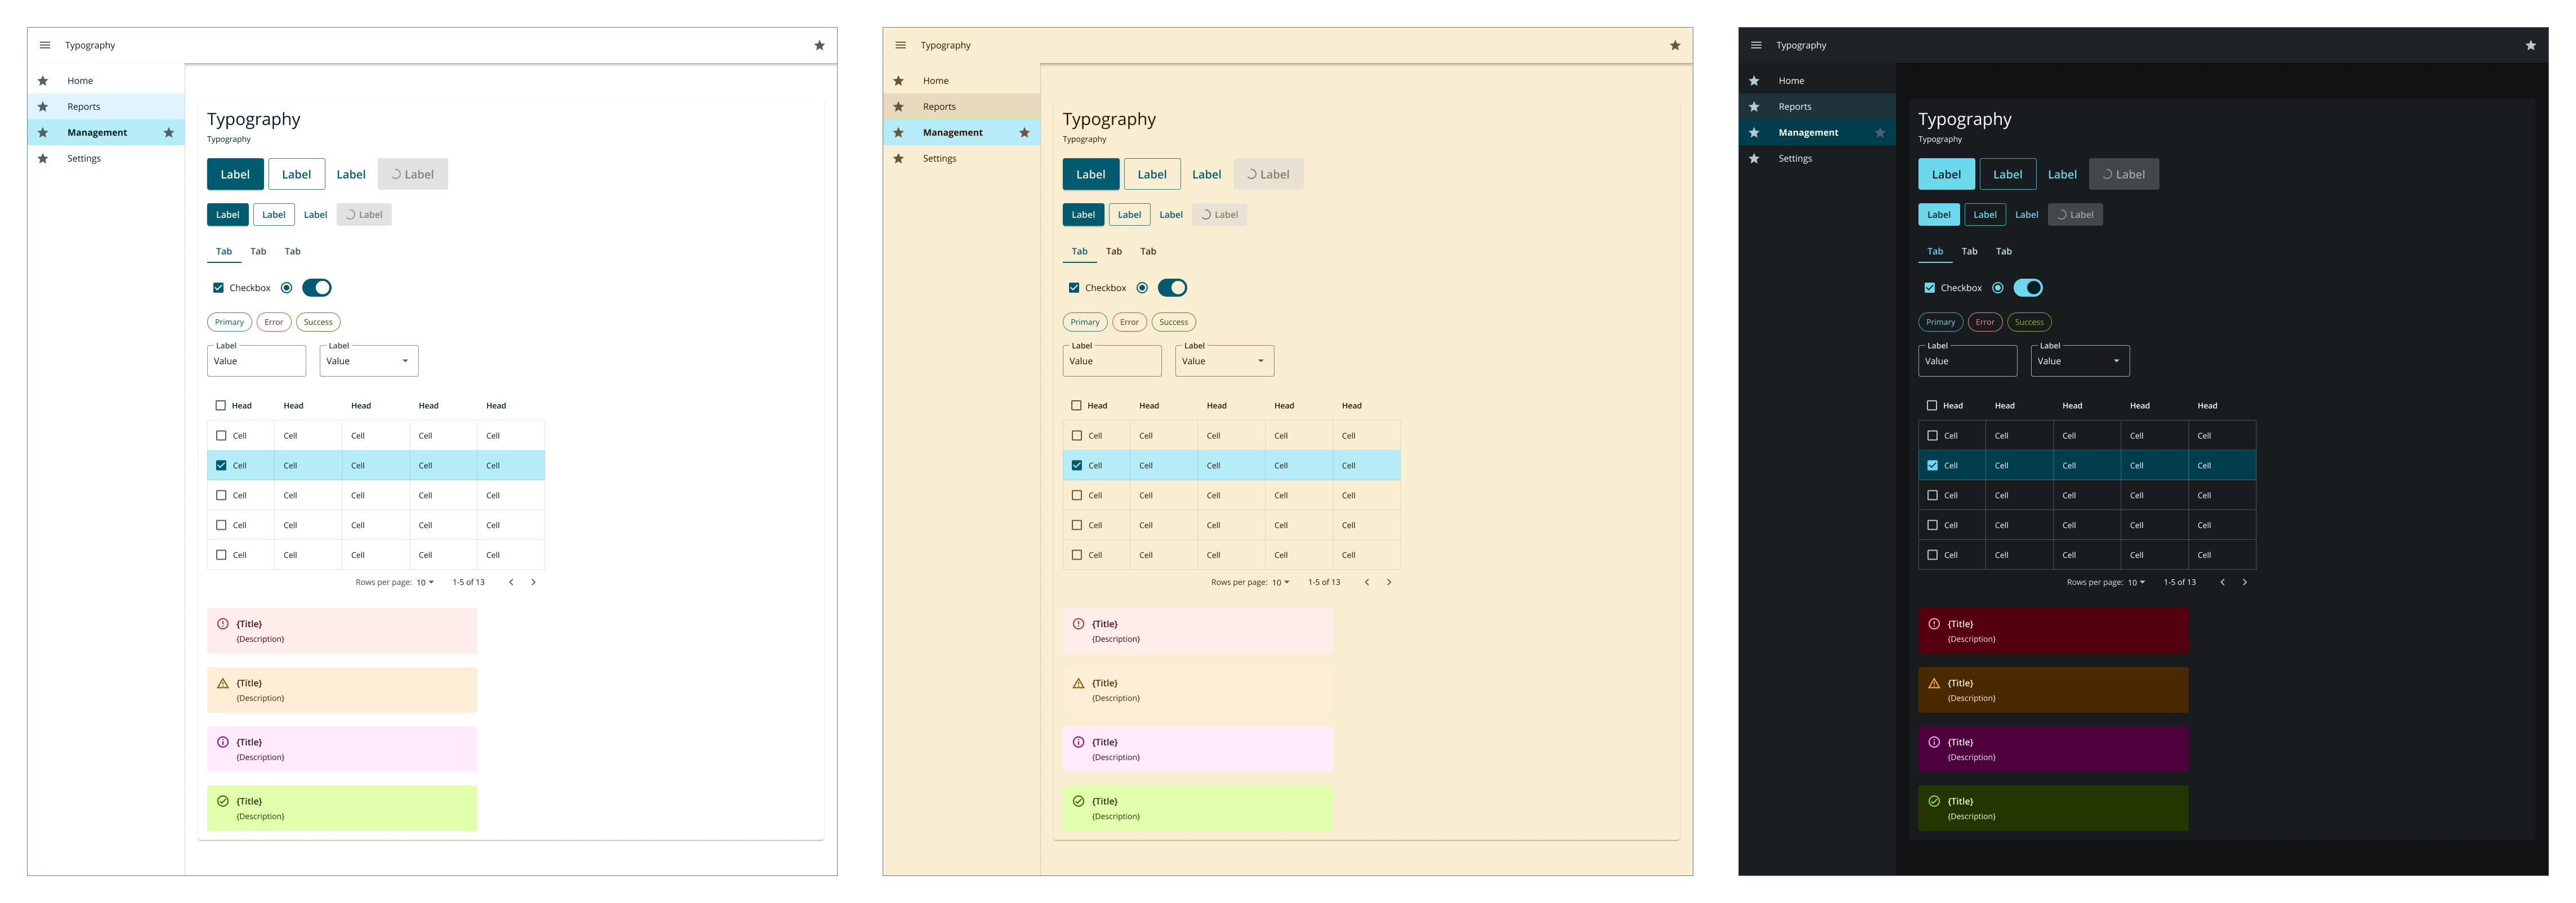 Typography
Home
Reports
Management
Settings
Typography
Typography
Label Label Label Label
Label Label Label Label
Tab Tab Tab
Checkbox
Primary Error Success
Label Label
Value Value
Head Head Head Head Head
Cell Cell Cell Cell Cell
Cell Cell Cell Cell Cell
Cell Cell Cell Cell Cell
Cell Cell Cell Cell Cell
Cell Cell Cell Cell Cell
Rows per page: 10 1-5 of 13
{Title}
{Description}
{Title}
{Description}
{Title}
{Description}
{Title}
{Description}
Typography
Home
Reports
Management
Settings
Typography
Typography
Label Label Label Label
Label Label Label Label
Tab Tab Tab
Checkbox
Primary Error Success
Label Label
Value Value
Head Head Head Head Head
Cell Cell Cell Cell Cell
Cell Cell Cell Cell Cell
Cell Cell Cell Cell Cell
Cell Cell Cell Cell Cell
Cell Cell Cell Cell Cell
Rows per page: 10 1-5 of 13
{Title}
{Description}
{Title}
{Description}
{Title}
{Description}
{Title}
{Description}
Typography
Home
Reports
Management
Settings
Typography
Typography
Label Label Label Label
Label Label Label Label
Tab Tab Tab
Checkbox
Primary Error Success
Label Label
Value Value
Head Head Head Head Head
Cell Cell Cell Cell Cell
Cell Cell Cell Cell Cell
Cell Cell Cell Cell Cell
Cell Cell Cell Cell Cell
Cell Cell Cell Cell Cell
Rows per page: 10 1-5 of 13
{Title}
{Description}
{Title}
{Description}
{Title}
{Description}
{Title}
{Description}